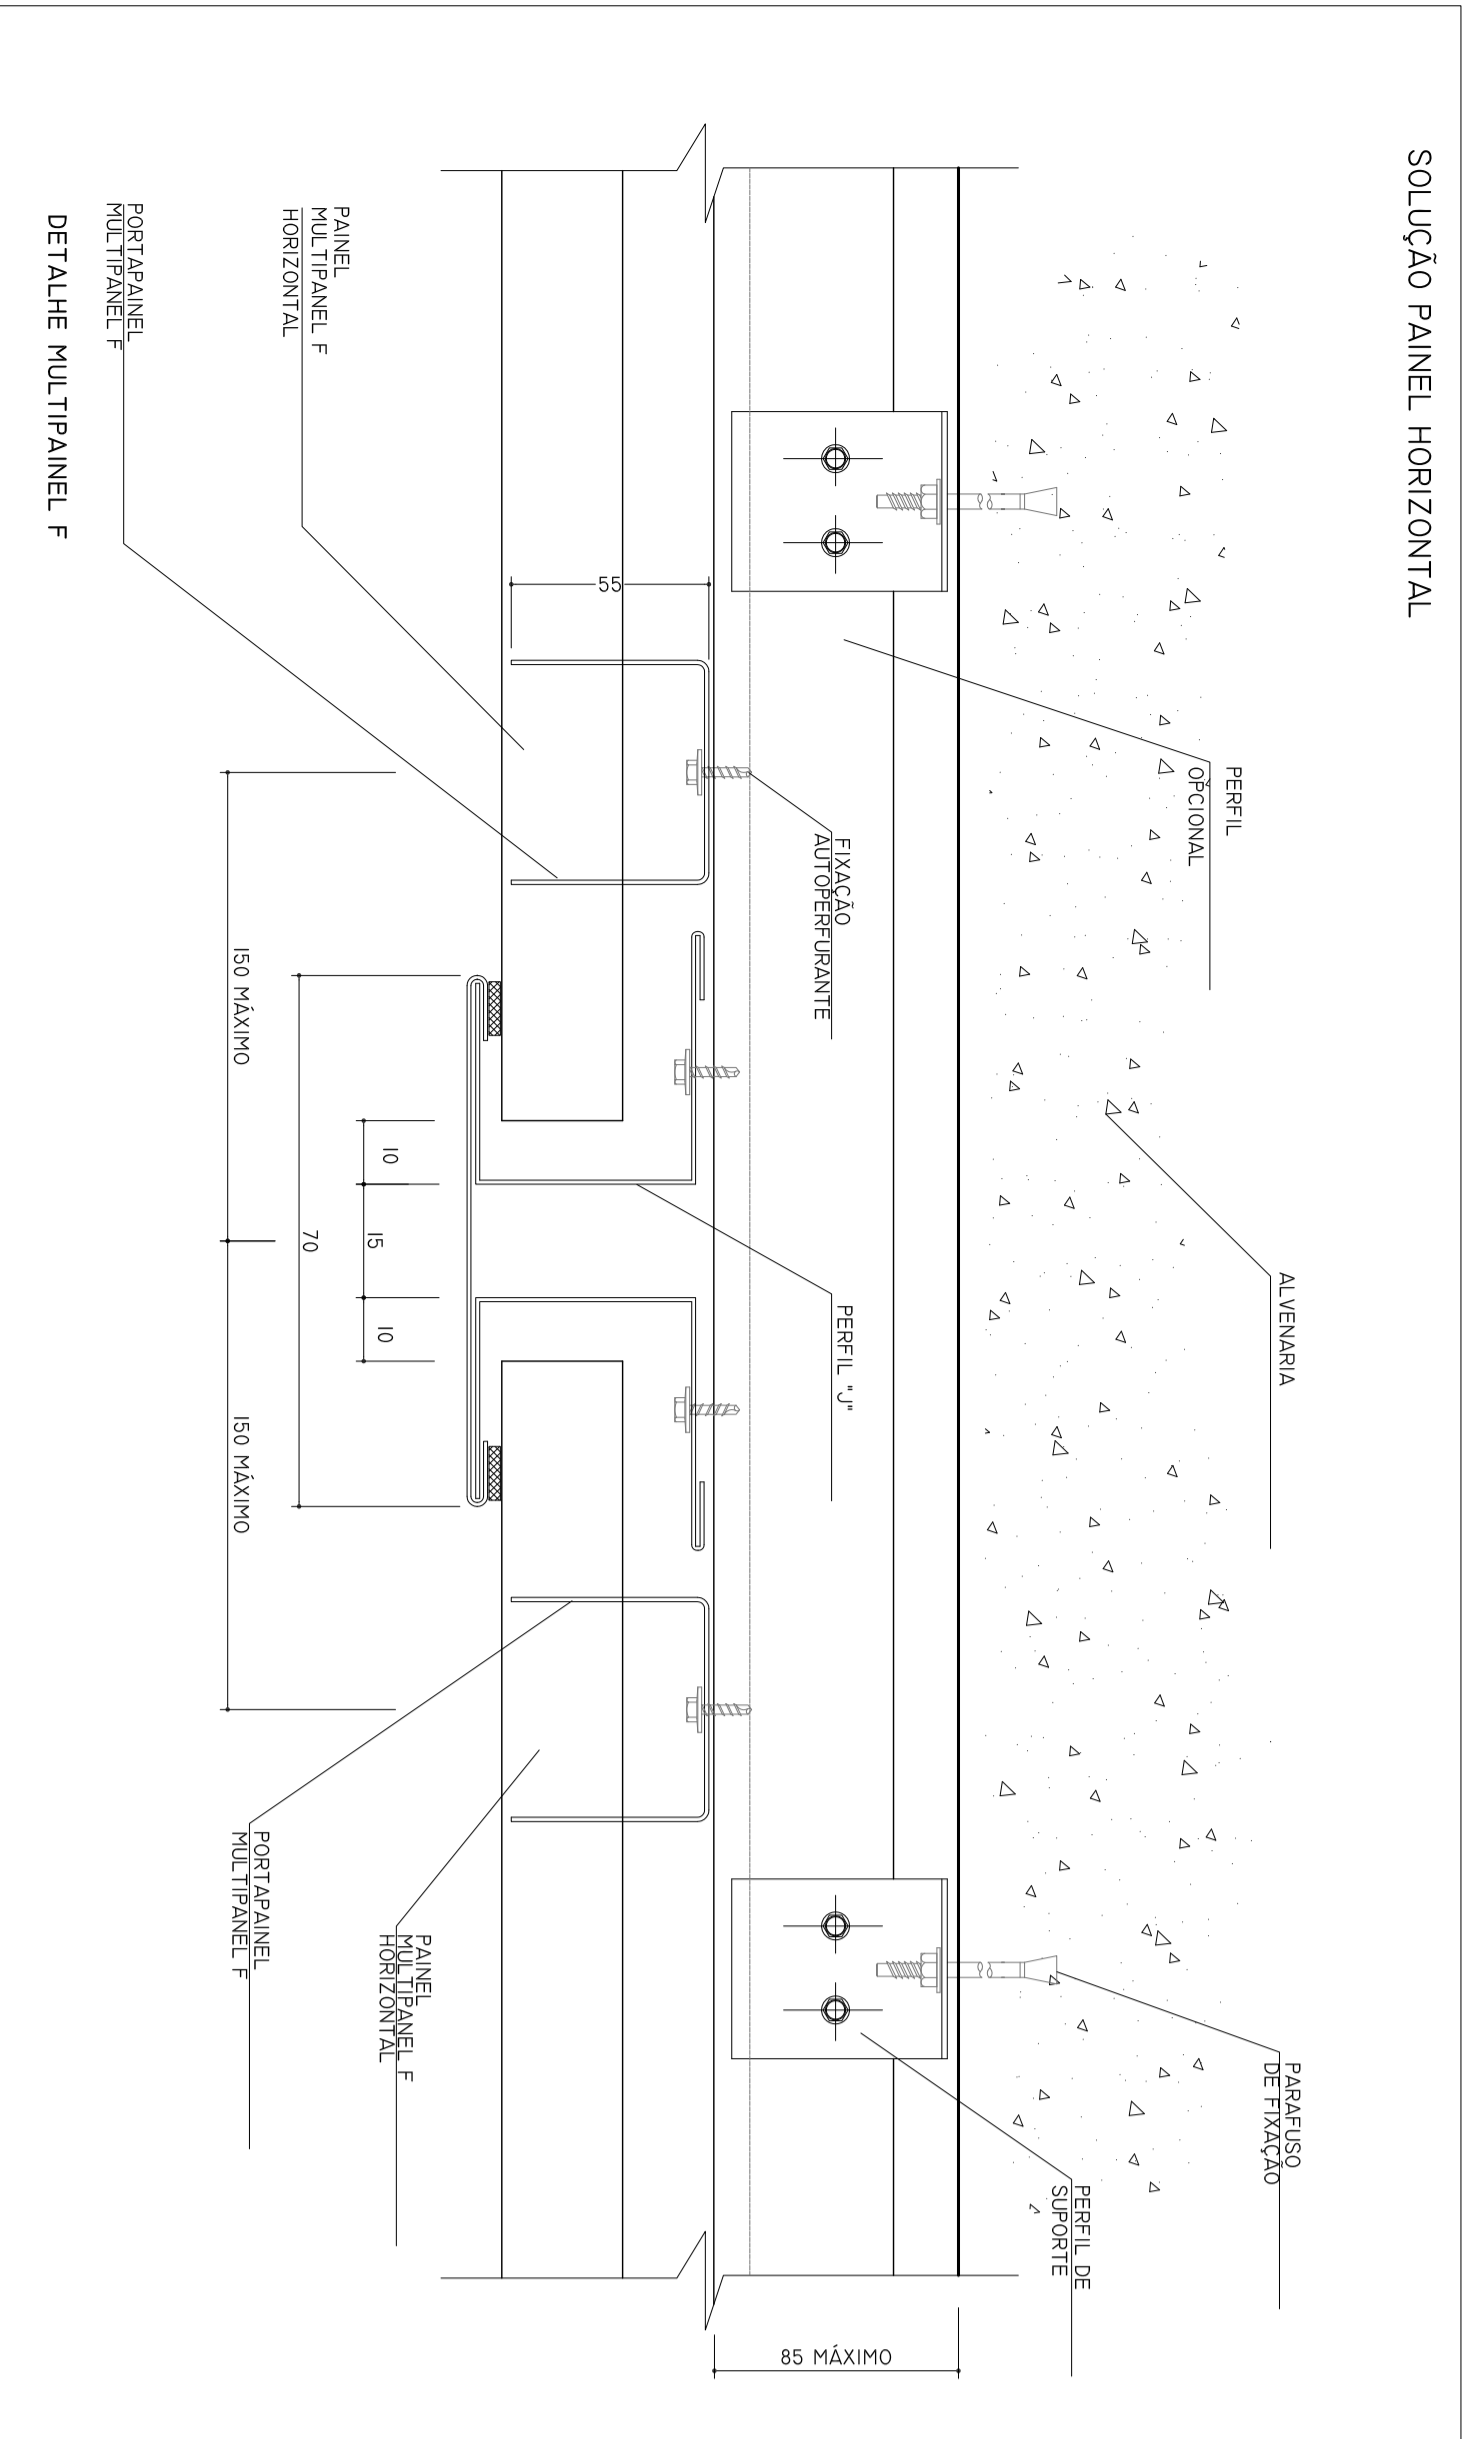 SOLUÇÃO PAINEL HORIZONTAL
ALVENARIA
PARAFUSO
DE FIXAÇÃO
PERFIL
OPCIONAL
PERFIL DE
SUPORTE
FIXAÇÃO
AUTOPERFURANTE
PERFIL "J"
85 MÁXIMO
55
10
15
10
70
150 MÁXIMO
150 MÁXIMO
PAINEL
MULTIPANEL F
HORIZONTAL
PAINEL
MULTIPANEL F
HORIZONTAL
PORTAPAINEL
MULTIPANEL F
PORTAPAINEL
MULTIPANEL F
DETALHE MULTIPAINEL F